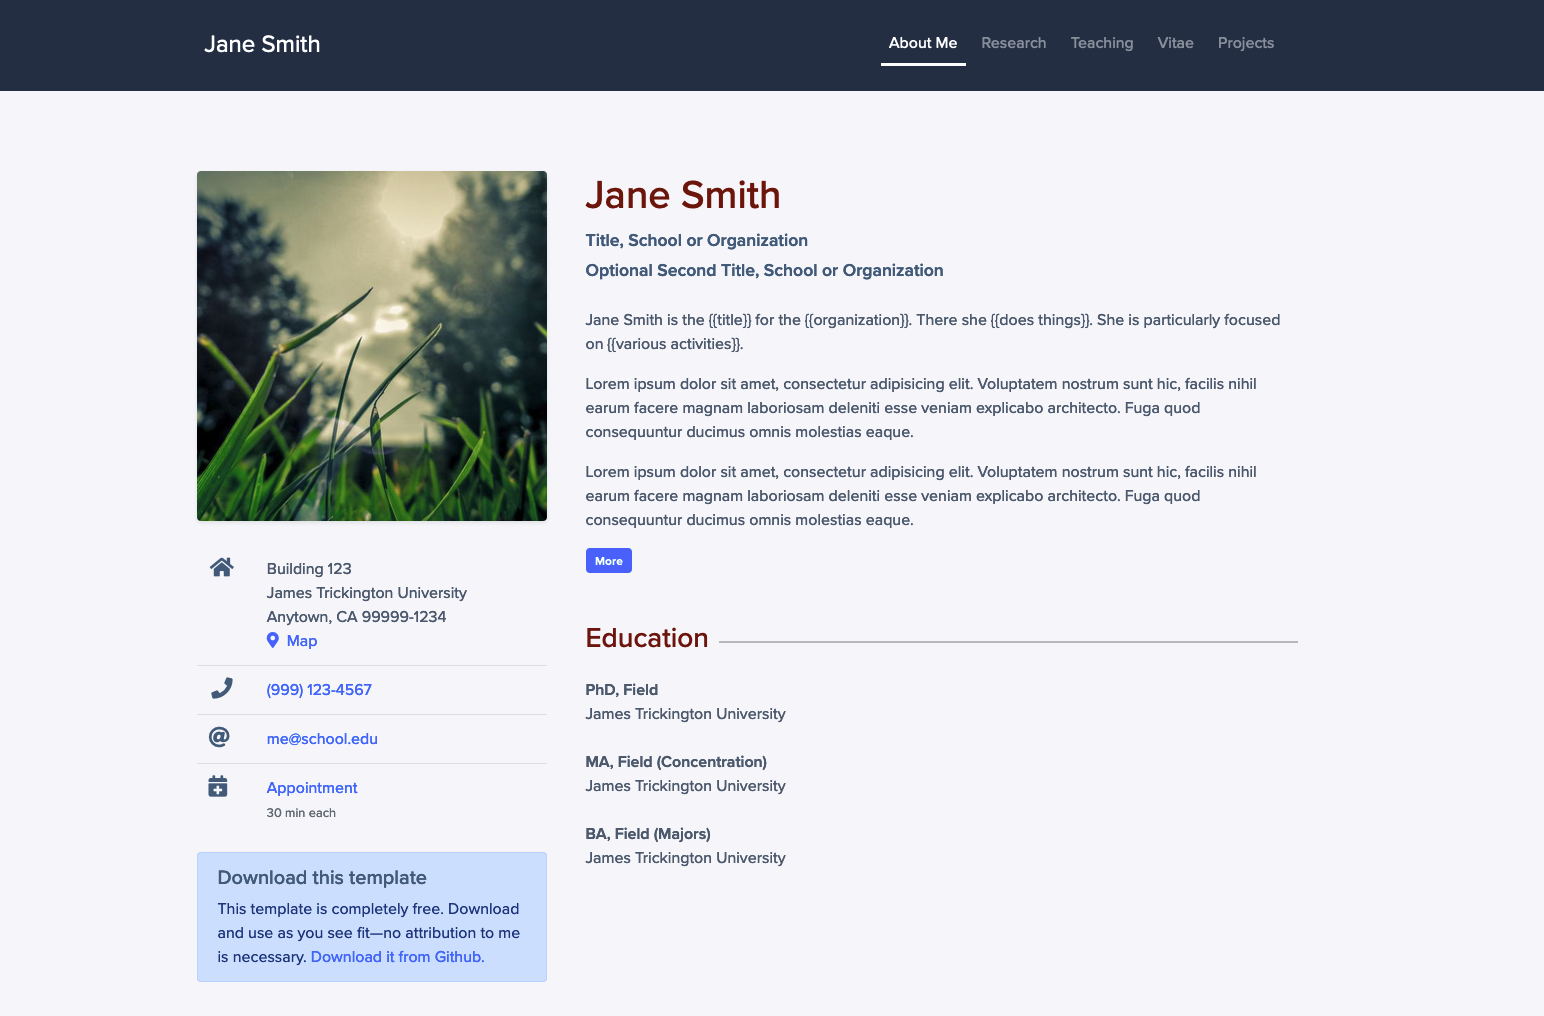 Jane Smith
About Me Research Teaching Vitae Projects
Jane Smith
Title, School or Organization
Optional Second Title, School or Organization
Jane Smith is the {{title}} for the {{organization}}. There she {{does things}}. She is particularly focused
on {{various activities}}.
Lorem ipsum dolor sit amet, consectetur adipisicing elit. Voluptatem nostrum sunt hic, facilis nihil
earum facere magnam laboriosam deleniti esse veniam explicabo architecto. Fuga quod
consequuntur ducimus omnis molestias eaque.
Lorem ipsum dolor sit amet, consectetur adipisicing elit. Voluptatem nostrum sunt hic, facilis nihil
earum facere magnam laboriosam deleniti esse veniam explicabo architecto. Fuga quod
consequuntur ducimus omnis molestias eaque.
More
Education
PhD, Field
James Trickington University
MA, Field (Concentration)
James Trickington University
BA, Field (Majors)
James Trickington University
Building 123
James Trickington University
Anytown, CA 99999-1234
Map
(999) 123-4567
me@school.edu
Appointment
30 min each
Download this template
This template is completely free. Download
and use as you see fit—no attribution to me
is necessary. Download it from Github.